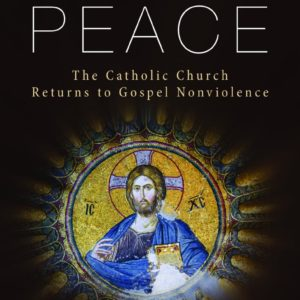 PEACE
The Catholic Church
Returns to Gospel Nonviolence
IC XC